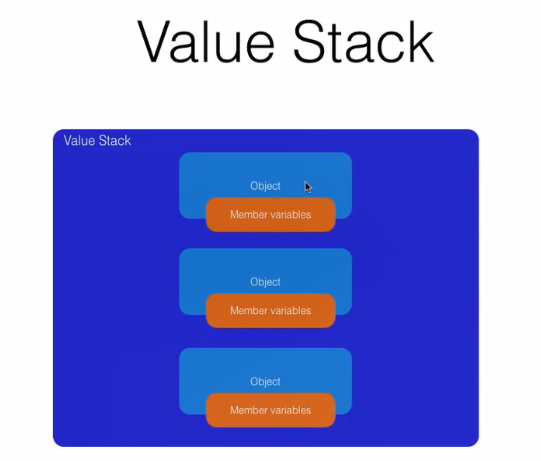 Value Stack
Value Stack
Object
Member variables
Object
Member variables
Object
Member variables